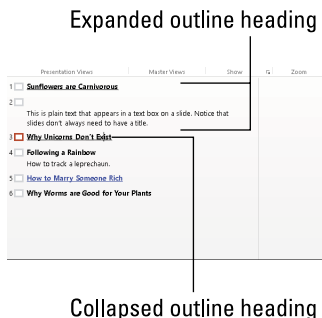 Expanded outline heading
Presentation Views Master Views Show Zoom
1 Sunflowers are Carnivorous
2
This is plain text that appears in a text box on a slide. Notice that
slides don't always need to have a title.
3 Why Unicorns Don't Exist
4 Following a Rainbow
How to track a leprechaun.
5 How to Marry Someone Rich
6 Why Worms are Good for Your Plants
Collapsed outline heading